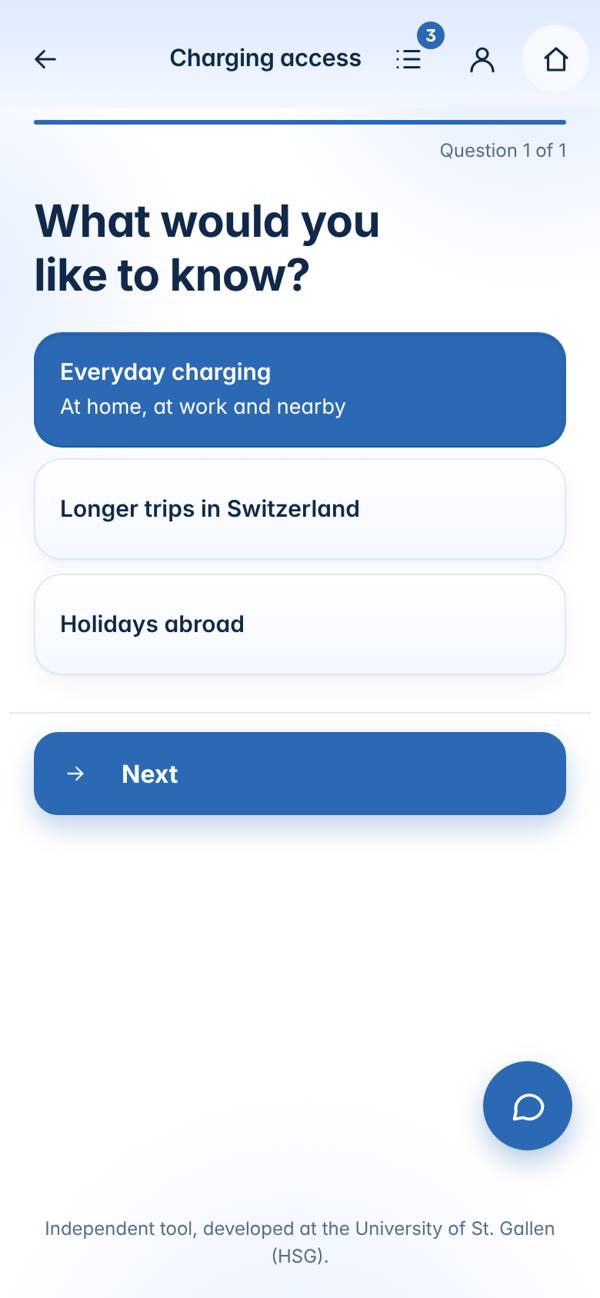 Charging access
3
Question 1 of 1
What would you
like to know?
Everyday charging
At home, at work and nearby
Longer trips in Switzerland
Holidays abroad
Next
Independent tool, developed at the University of St. Gallen
(HSG).